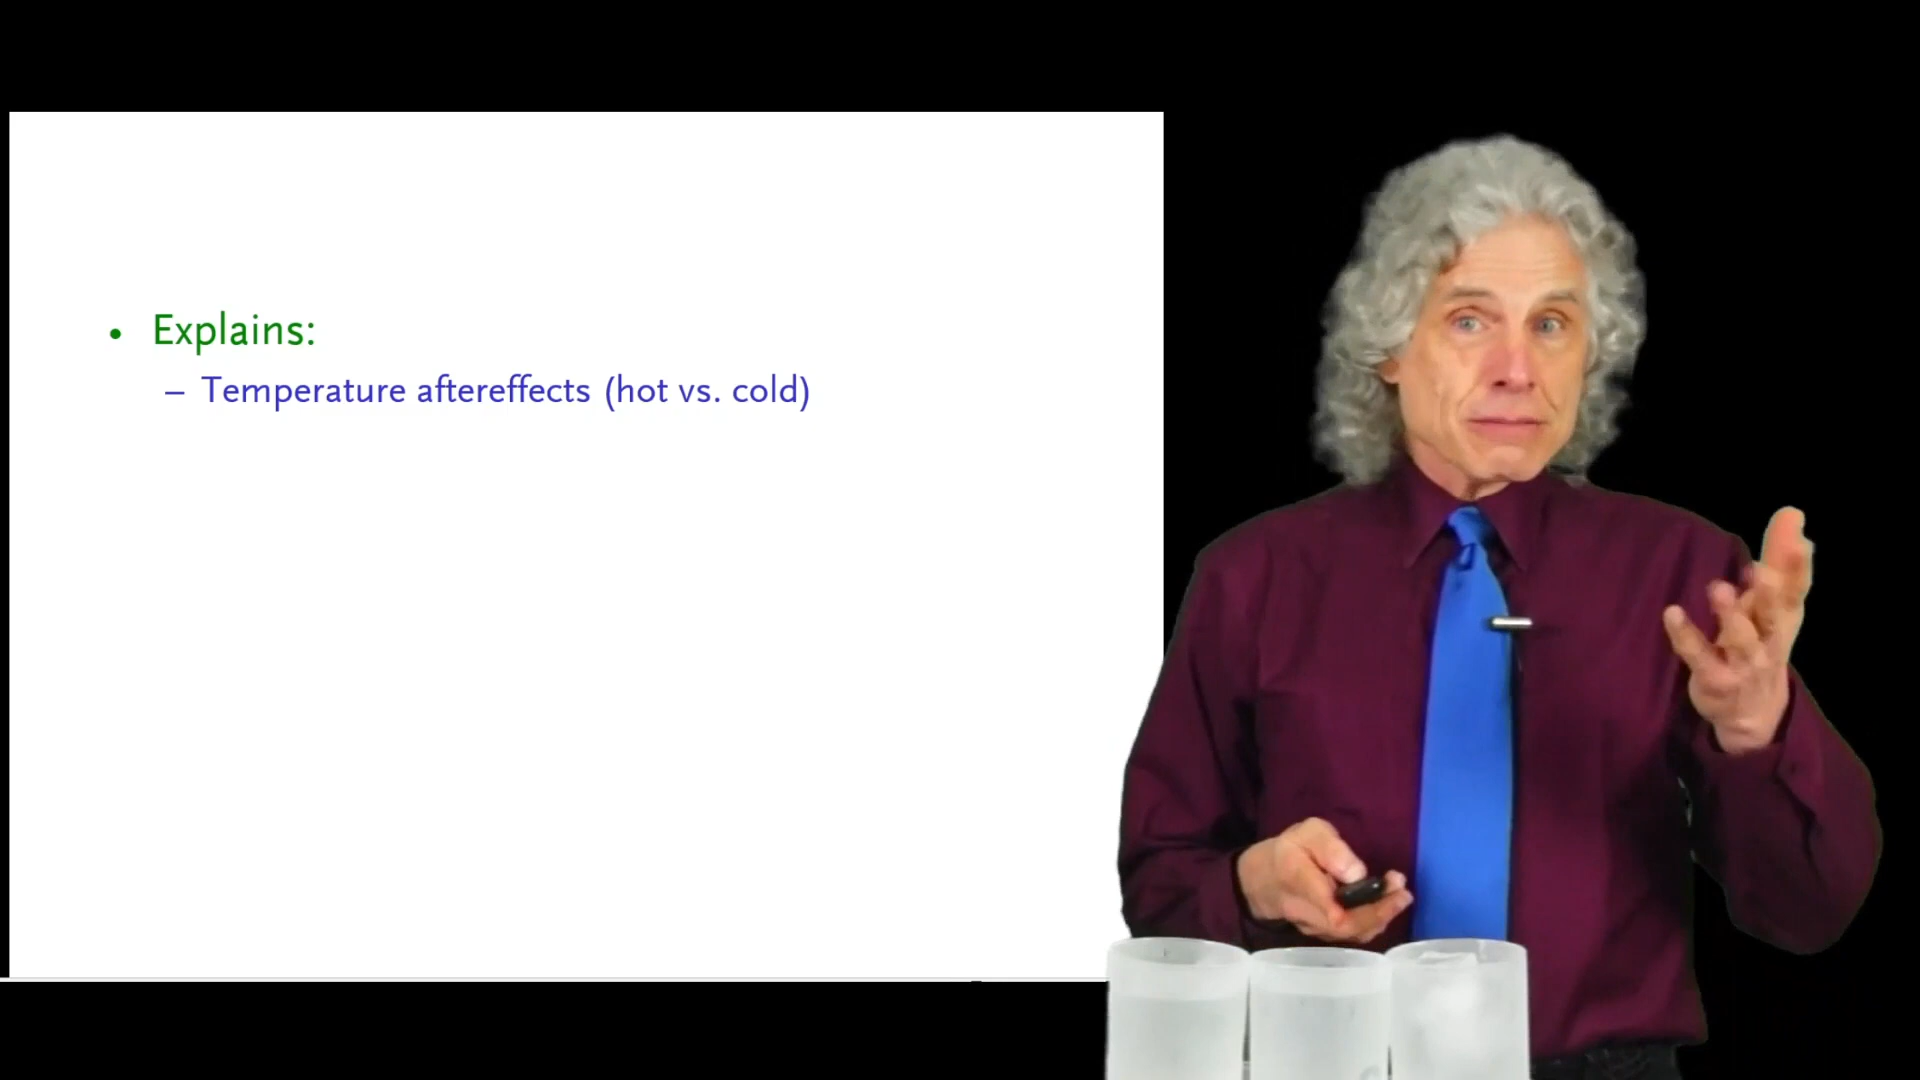 • Explains:
– Temperature aftereffects (hot vs. cold)